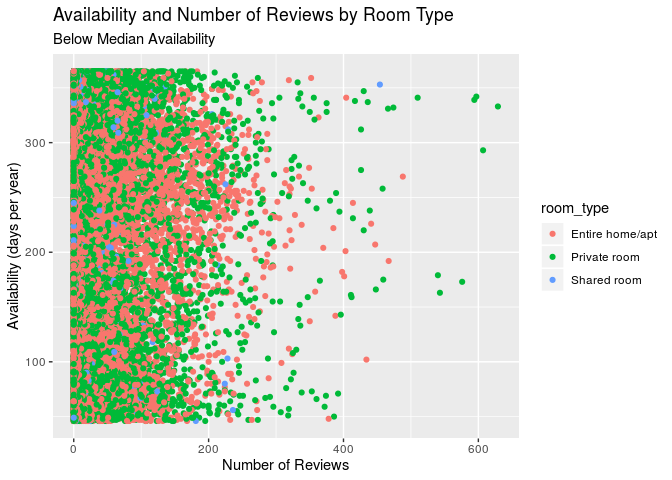 Availability and Number of Reviews by Room Type
Below Median Availability
300
200
100
Availability (days per year)
0
200
400
600
Number of Reviews
room_type
Entire home/apt
Private room
Shared room